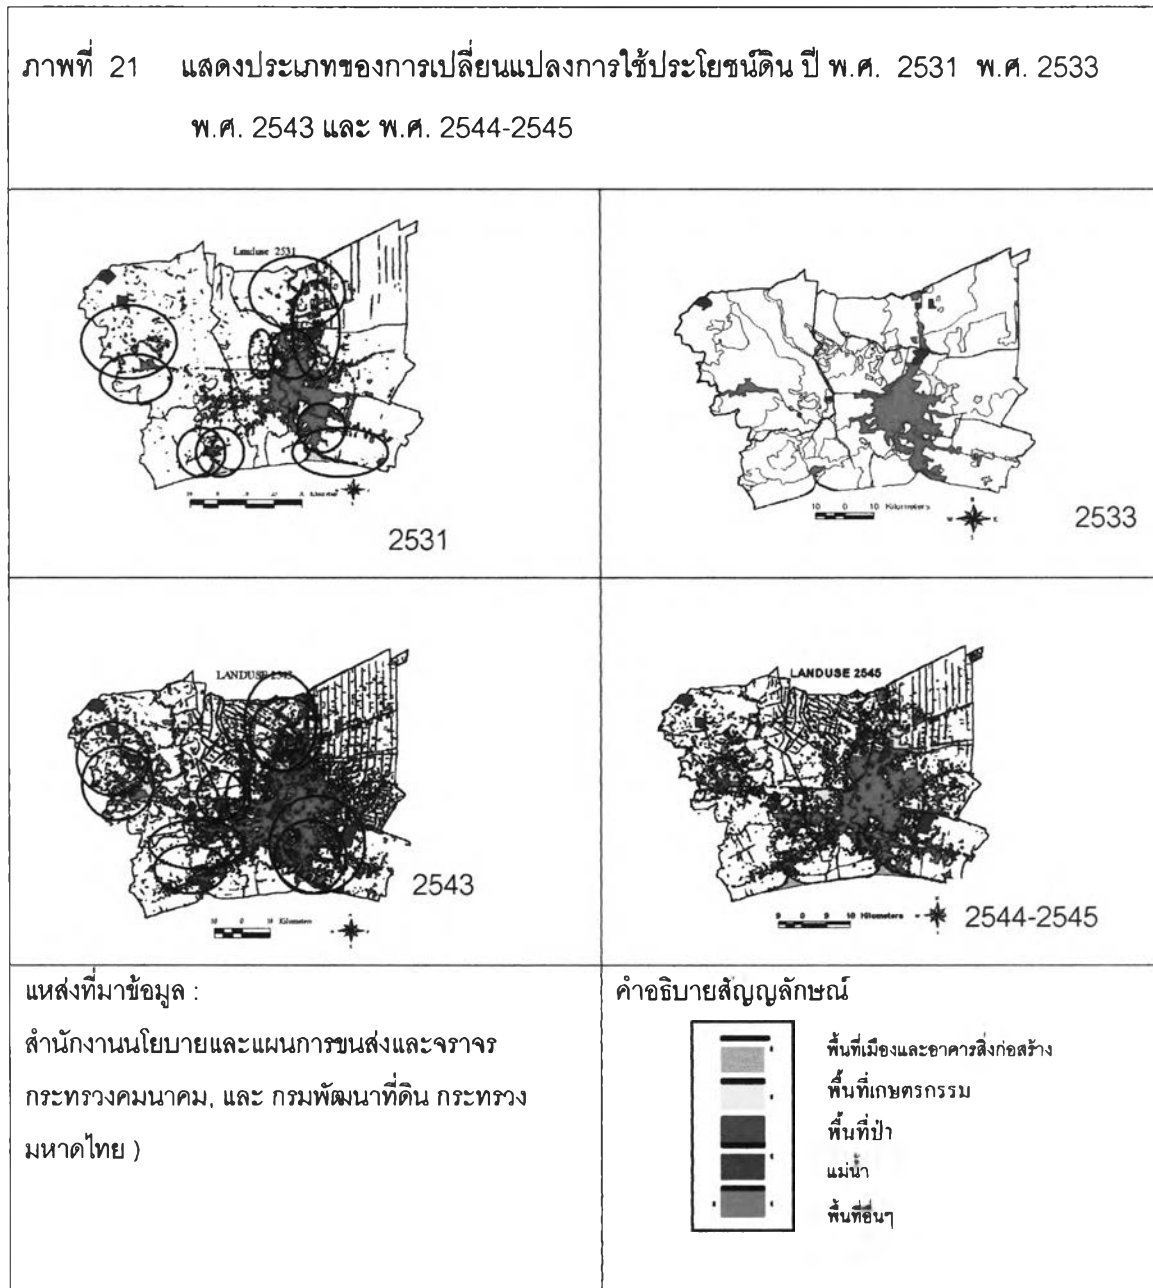 ภาพที่ 21 แสดงประเภทของการเปลี่ยนแปลงการใช้ประโยชน์ดิน ปี พ.ศ. 2531 พ.ศ. 2533
พ.ศ. 2543 และ พ.ศ. 2544-2545
Landuse 2531
2531
10 0 10 Kilometers
N
W E
S
2533
LANDUSE
10 0 10 Kilometers
2543
LANDUSE 2545
9 0 9 18 Kilometers
2544-2545
แหล่งที่มาข้อมูล :
สำนักงานนโยบายและแผนการขนส่งและจราจร
กระทรวงคมนาคม, และ กรมพัฒนาที่ดิน กระทรวง
มหาดไทย )
คำอธิบายสัญญลักษณ์
พื้นที่เมืองและอาคารสิ่งก่อสร้าง
พื้นที่เกษตรกรรม
พื้นที่ป่า
แม่น้ำ
พื้นที่อื่นๆ